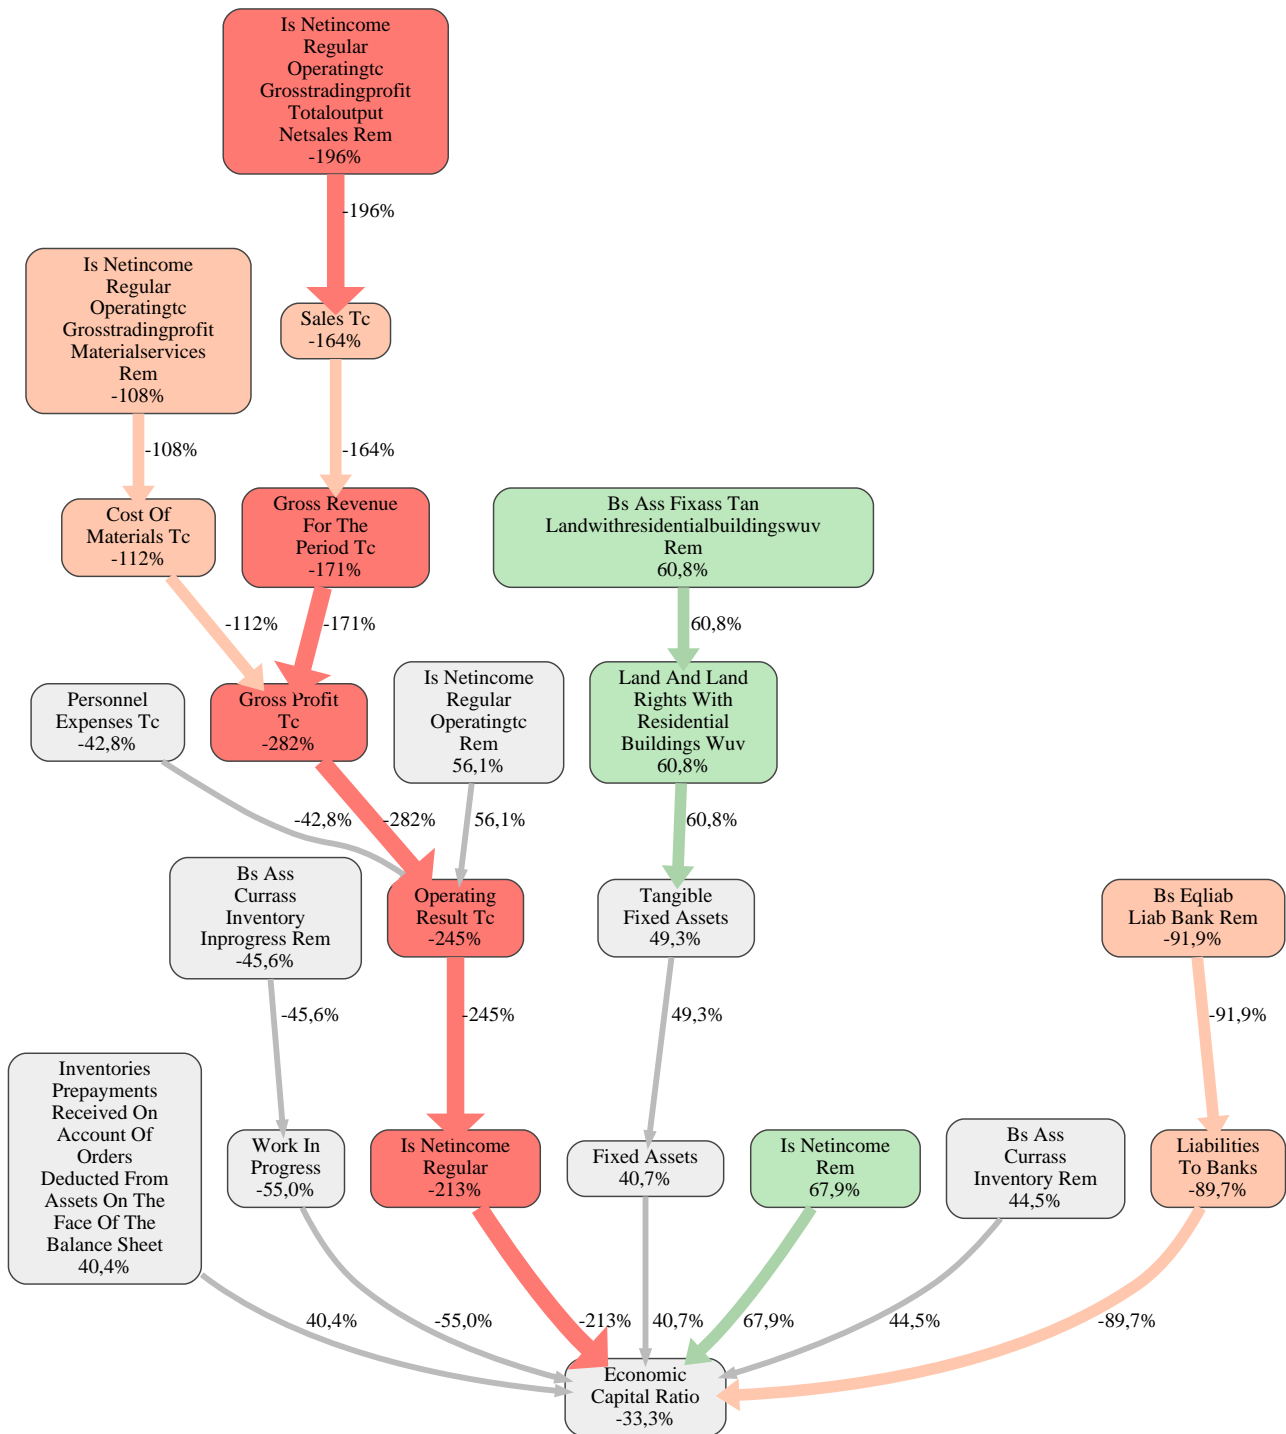 Is Netincome
Regular
Operatingtc
Grosstradingprofit
Totaloutput
Netsales Rem
-196%
-196%
Is Netincome
Regular
Operatingtc
Grosstradingprofit
Materialservices
Rem
-108%
Sales Tc
-164%
-108%
-164%
Cost Of
Materials Tc
-112%
Gross Revenue
For The
Period Tc
-171%
Bs Ass Fixass Tan
Landwithresidentialbuildingswuv
Rem
60,8%
-112%
-171%
60,8%
Personnel
Expenses Tc
-42,8%
Gross Profit
Tc
-282%
Is Netincome
Regular
Operatingtc
Rem
56,1%
Land And Land
Rights With
Residential
Buildings Wuv
60,8%
-42,8%
-282%
56,1%
60,8%
Bs Ass
Currass
Inventory
Inprogress Rem
-45,6%
Operating
Result Tc
-245%
Tangible
Fixed Assets
49,3%
Bs Eqliab
Liab Bank Rem
-91,9%
-45,6%
-245%
49,3%
-91,9%
Inventories
Prepayments
Received On
Account Of
Orders
Deducted From
Assets On The
Face Of The
Balance Sheet
40,4%
Work In
Progress
-55,0%
Is Netincome
Regular
-213%
Fixed Assets
40,7%
Is Netincome
Rem
67,9%
Bs Ass
Currass
Inventory Rem
44,5%
Liabilities
To Banks
-89,7%
40,4%
-55,0%
-213%
40,7%
67,9%
44,5%
-89,7%
Economic
Capital Ratio
-33,3%